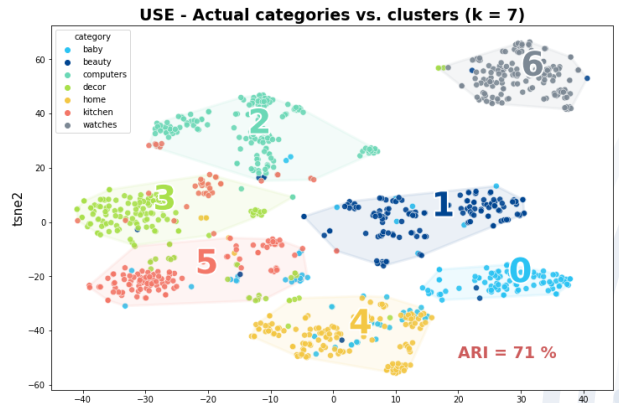 USE - Actual categories vs. clusters (k = 7)
category
baby
beauty
computers
decor
home
kitchen
watches
60
40
20
0
−20
−40
−60
tsne2
6
2
3
1
5
0
4
ARI = 71 %
−40 −30 −20 −10 0 10 20 30 40